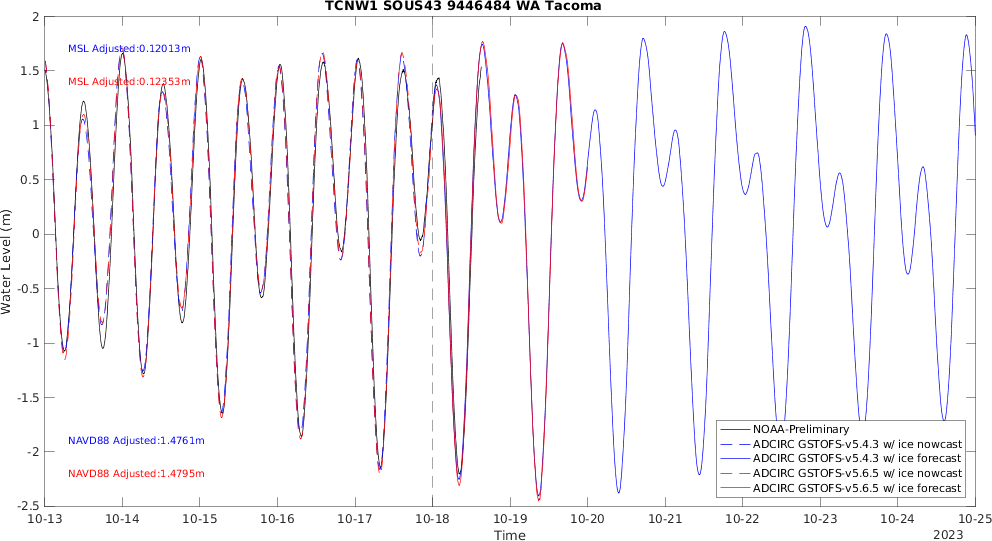 TCNW1 SOUS43 9446484 WA Tacoma
MSL Adjusted:0.12013m
MSL Adjusted:0.12353m
NAVD88 Adjusted:1.4761m
NAVD88 Adjusted:1.4795m
Water Level (m)
2
1.5
1
0.5
0
-0.5
-1
-1.5
-2
-2.5
NOAA-Preliminary
ADCIRC GSTOFS-v5.4.3 w/ ice nowcast
ADCIRC GSTOFS-v5.4.3 w/ ice forecast
ADCIRC GSTOFS-v5.6.5 w/ ice nowcast
ADCIRC GSTOFS-v5.6.5 w/ ice forecast
10-13 10-14 10-15 10-16 10-17 10-18 10-19 10-20 10-21 10-22 10-23 10-24 10-25
Time
2023